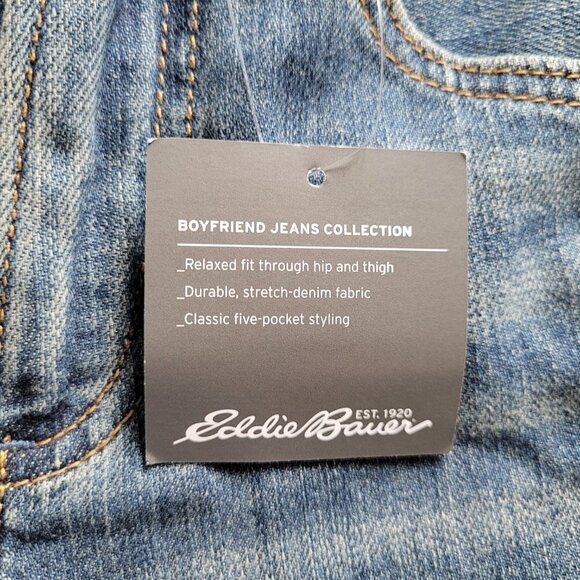 BOYFRIEND JEANS COLLECTION
_Relaxed fit through hip and thigh
_Durable, stretch-denim fabric
_Classic five-pocket styling
EST. 1920
Eddie Bauer